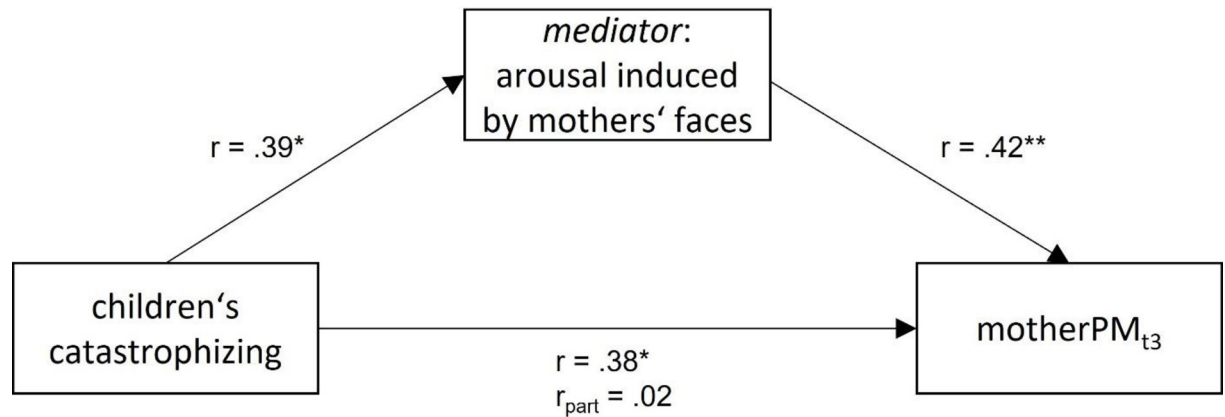 mediator:
arousal induced
by mothers‘ faces
r = .39*
r = .42**
children‘s
catastrophizing
motherPMt3
r = .38*
rpart = .02